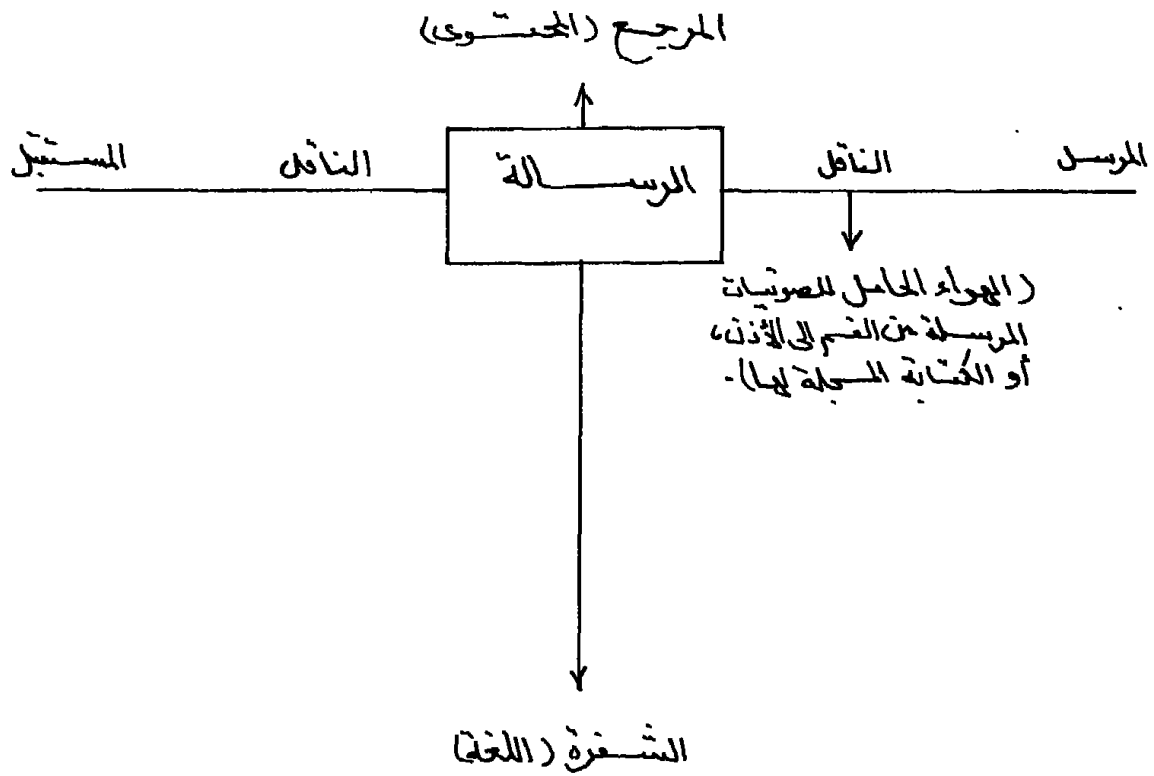 المرجع (المحتوى)
المرسل
الناقل
الرسالة
الناقل
المستقبل
(الهواء الحامل للصوتيات
المرسلة من الفم إلى الأذن،
أو الكتابة المسجلة لها).
الشفرة (اللغة)